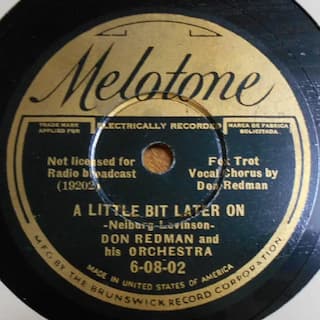 Melotone
TRADE MARK
APPLIED FOR
ELECTRICALLY RECORDED
MARCA DE FABRICA
SOLICITADA
Not licensed for
Radio broadcast
(19202)
Fox Trot
Vocal Chorus by
Don Redman
A LITTLE BIT LATER ON
-Neiburg Levinson-
DON REDMAN and
his ORCHESTRA
6-08-02
MADE IN UNITED STATES OF AMERICA
MF'G BY THE BRUNSWICK RECORD CORPORATION